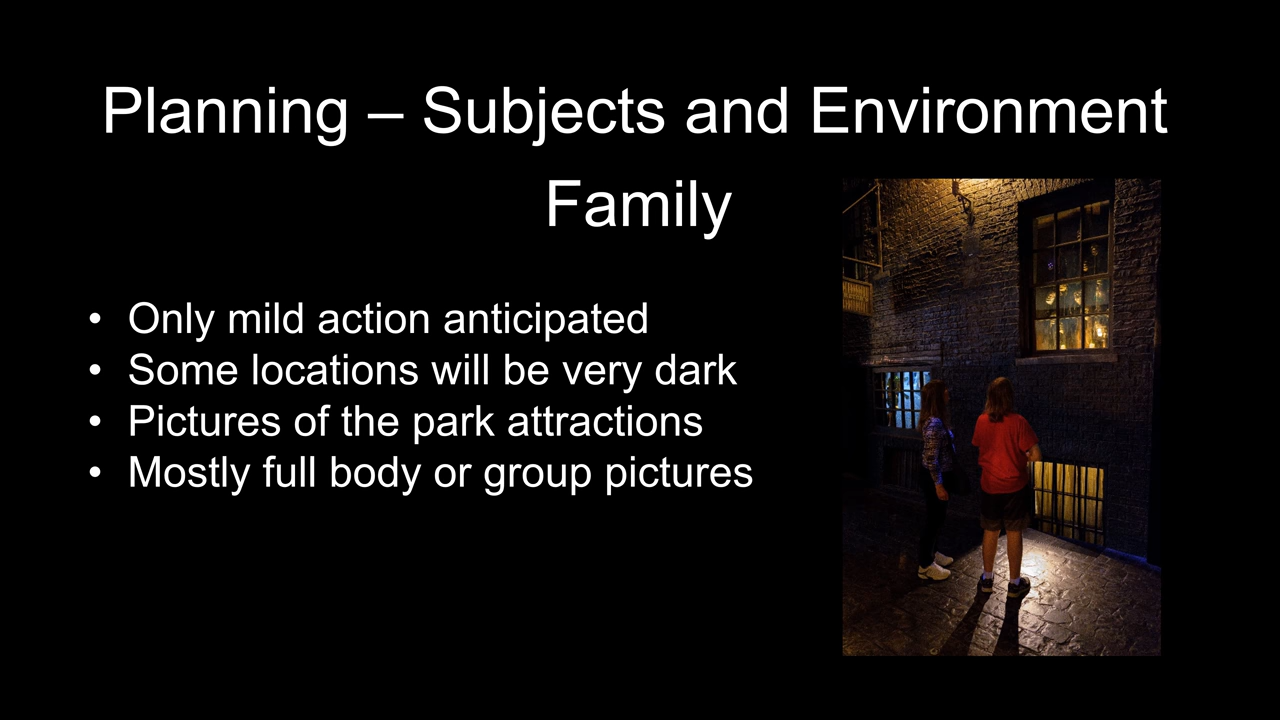 Planning – Subjects and Environment
Family
• Only mild action anticipated
• Some locations will be very dark
• Pictures of the park attractions
• Mostly full body or group pictures